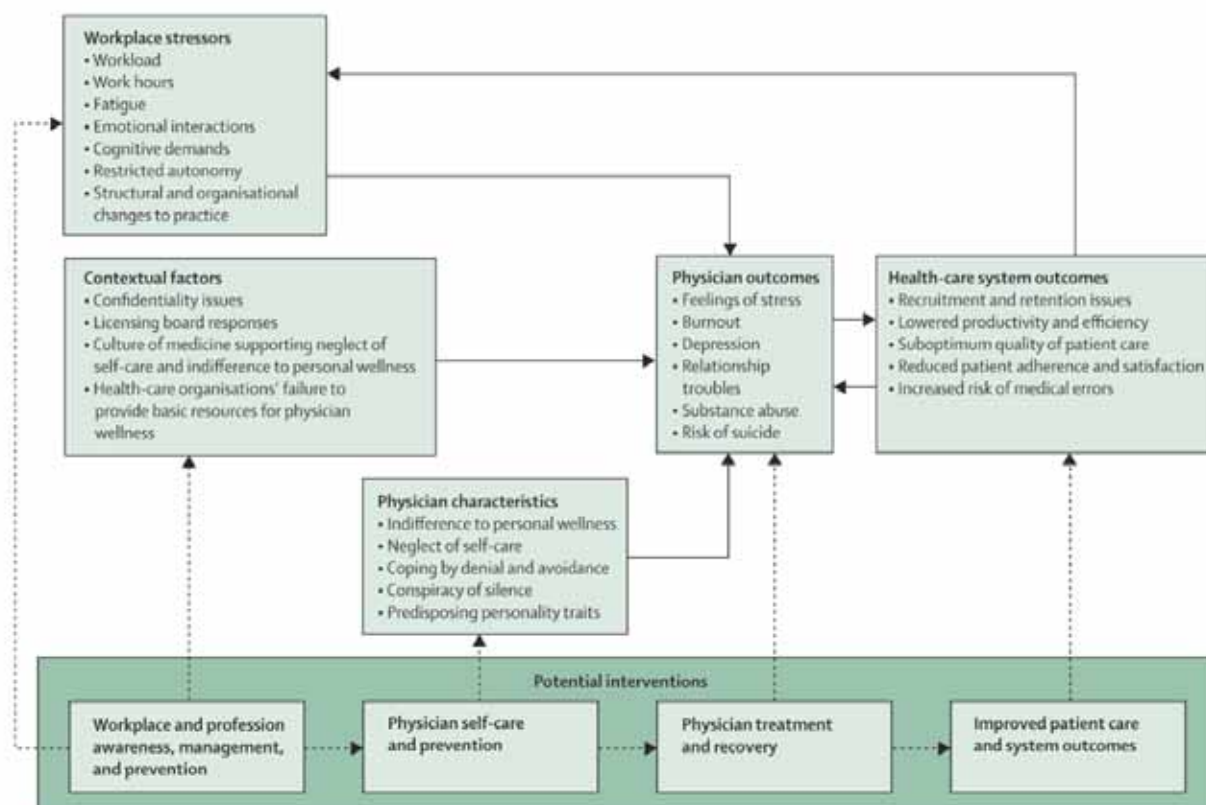 Workplace stressors
• Workload
• Work hours
• Fatigue
• Emotional interactions
• Cognitive demands
• Restricted autonomy
• Structural and organisational
changes to practice
Contextual factors
• Confidentiality issues
• Licensing board responses
• Culture of medicine supporting neglect of
self-care and indifference to personal wellness
• Health-care organisations' failure to
provide basic resources for physician
wellness
Physician outcomes
• Feelings of stress
• Burnout
• Depression
• Relationship
troubles
• Substance abuse
• Risk of suicide
Health-care system outcomes
• Recruitment and retention issues
• Lowered productivity and efficiency
• Suboptimum quality of patient care
• Reduced patient adherence and satisfaction
• Increased risk of medical errors
Physician characteristics
• Indifference to personal wellness
• Neglect of self-care
• Coping by denial and avoidance
• Conspiracy of silence
• Predisposing personality traits
Potential interventions
Workplace and profession
awareness, management,
and prevention
Physician self-care
and prevention
Physician treatment
and recovery
Improved patient care
and system outcomes